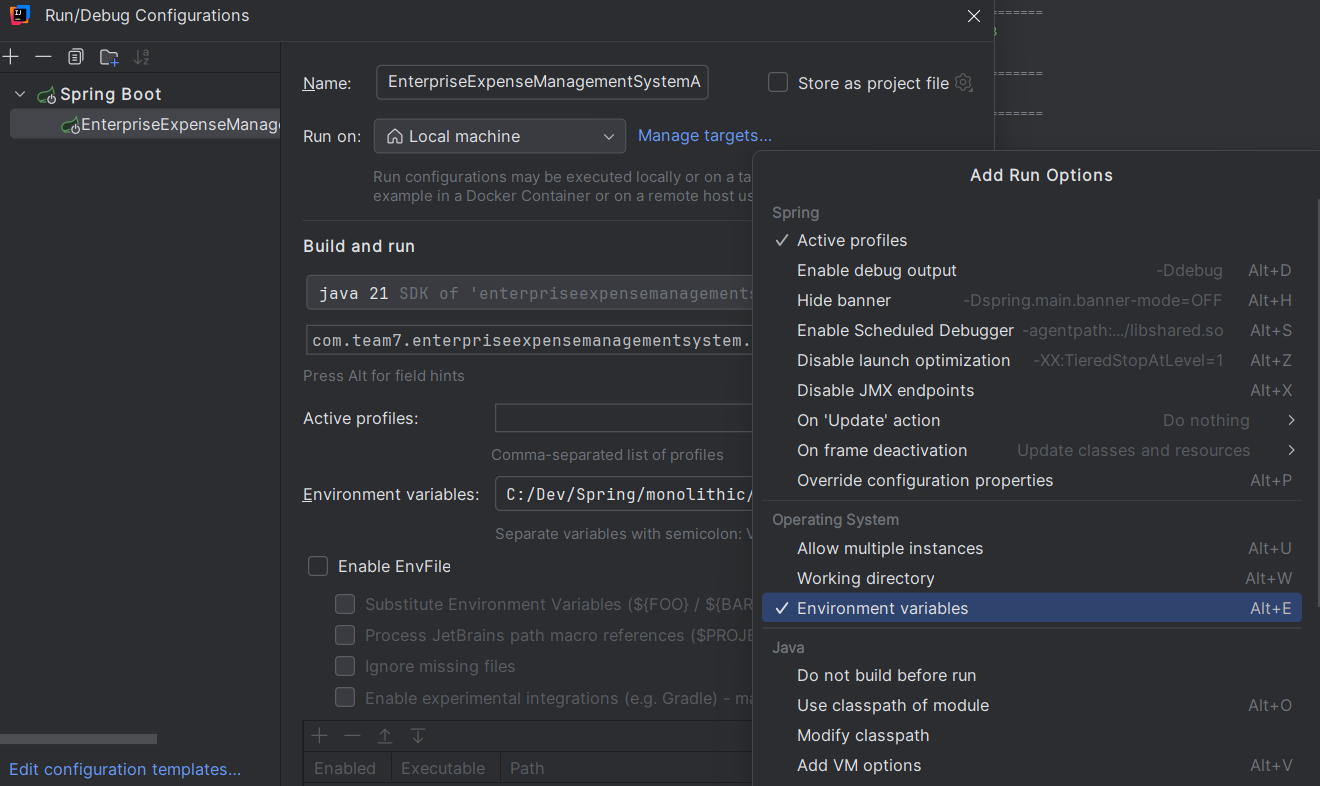 Run/Debug Configurations
Spring Boot
EnterpriseExpenseManag
Edit configuration templates...
Name:
EnterpriseExpenseManagementSystemA
Store as project file
Run on:
Local machine
Manage targets...
Run configurations may be executed locally or on a ta
example in a Docker Container or on a remote host us
Build and run
java 21 SDK of 'enterpriseexpensemanagements
com.team7.enterpriseexpensemanagementsystem.
Press Alt for field hints
Active profiles:
Comma-separated list of profiles
Environment variables:
C:/Dev/Spring/monolithic/
Separate variables with semicolon: V
Enable EnvFile
Substitute Environment Variables (${FOO} / ${BAR
Process JetBrains path macro references ($PROJE
Ignore missing files
Enable experimental integrations (e.g. Gradle) - ma
Enabled Executable Path
Add Run Options
Spring
Active profiles
Enable debug output -Ddebug Alt+D
Hide banner -Dspring.main.banner-mode=OFF Alt+H
Enable Scheduled Debugger -agentpath:.../libshared.so Alt+S
Disable launch optimization -XX:TieredStopAtLevel=1 Alt+Z
Disable JMX endpoints Alt+X
On 'Update' action Do nothing
On frame deactivation Update classes and resources
Override configuration properties Alt+P
Operating System
Allow multiple instances Alt+U
Working directory Alt+W
Environment variables Alt+E
Java
Do not build before run
Use classpath of module Alt+O
Modify classpath
Add VM options Alt+V